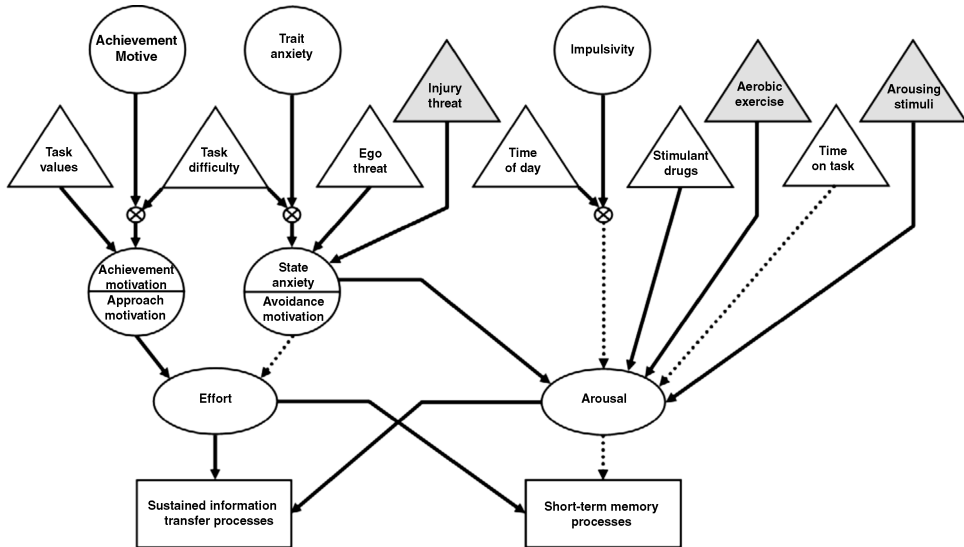 Achievement
Motive
Trait
anxiety
Impulsivity
Injury
threat
Aerobic
exercise
Arousing
stimuli
Task
values
Task
difficulty
Ego
threat
Time
of day
Stimulant
drugs
Time
on task
Achievement
motivation
Approach
motivation
State
anxiety
Avoidance
motivation
Effort
Arousal
Sustained information
transfer processes
Short-term memory
processes